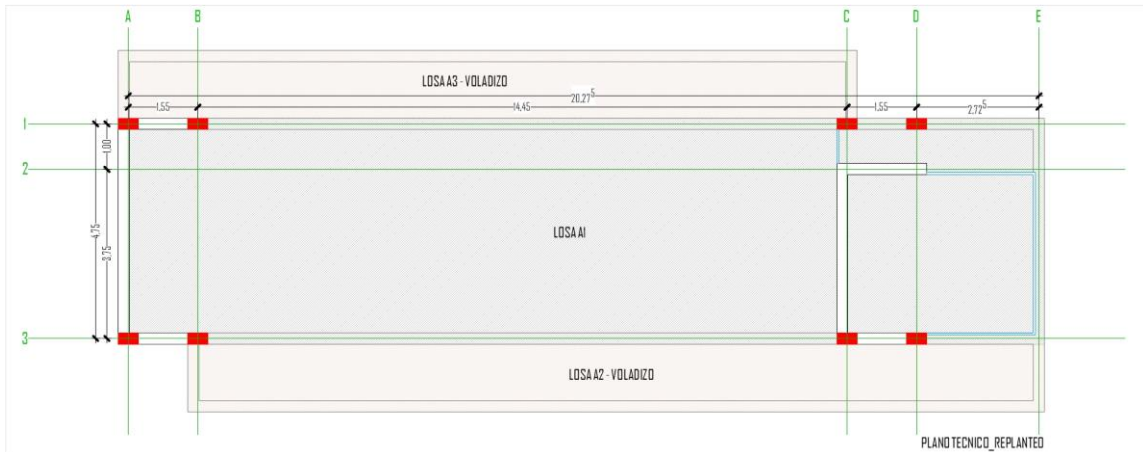 A B C D E
LOSA A3 - VOLADIZO
20,27⁵
1,55 14,45 1,55 2,72⁵
1
1,00
2
4,75
3,75
LOSA A1
3
LOSA A2 - VOLADIZO
PLANO TECNICO_REPLANTEO